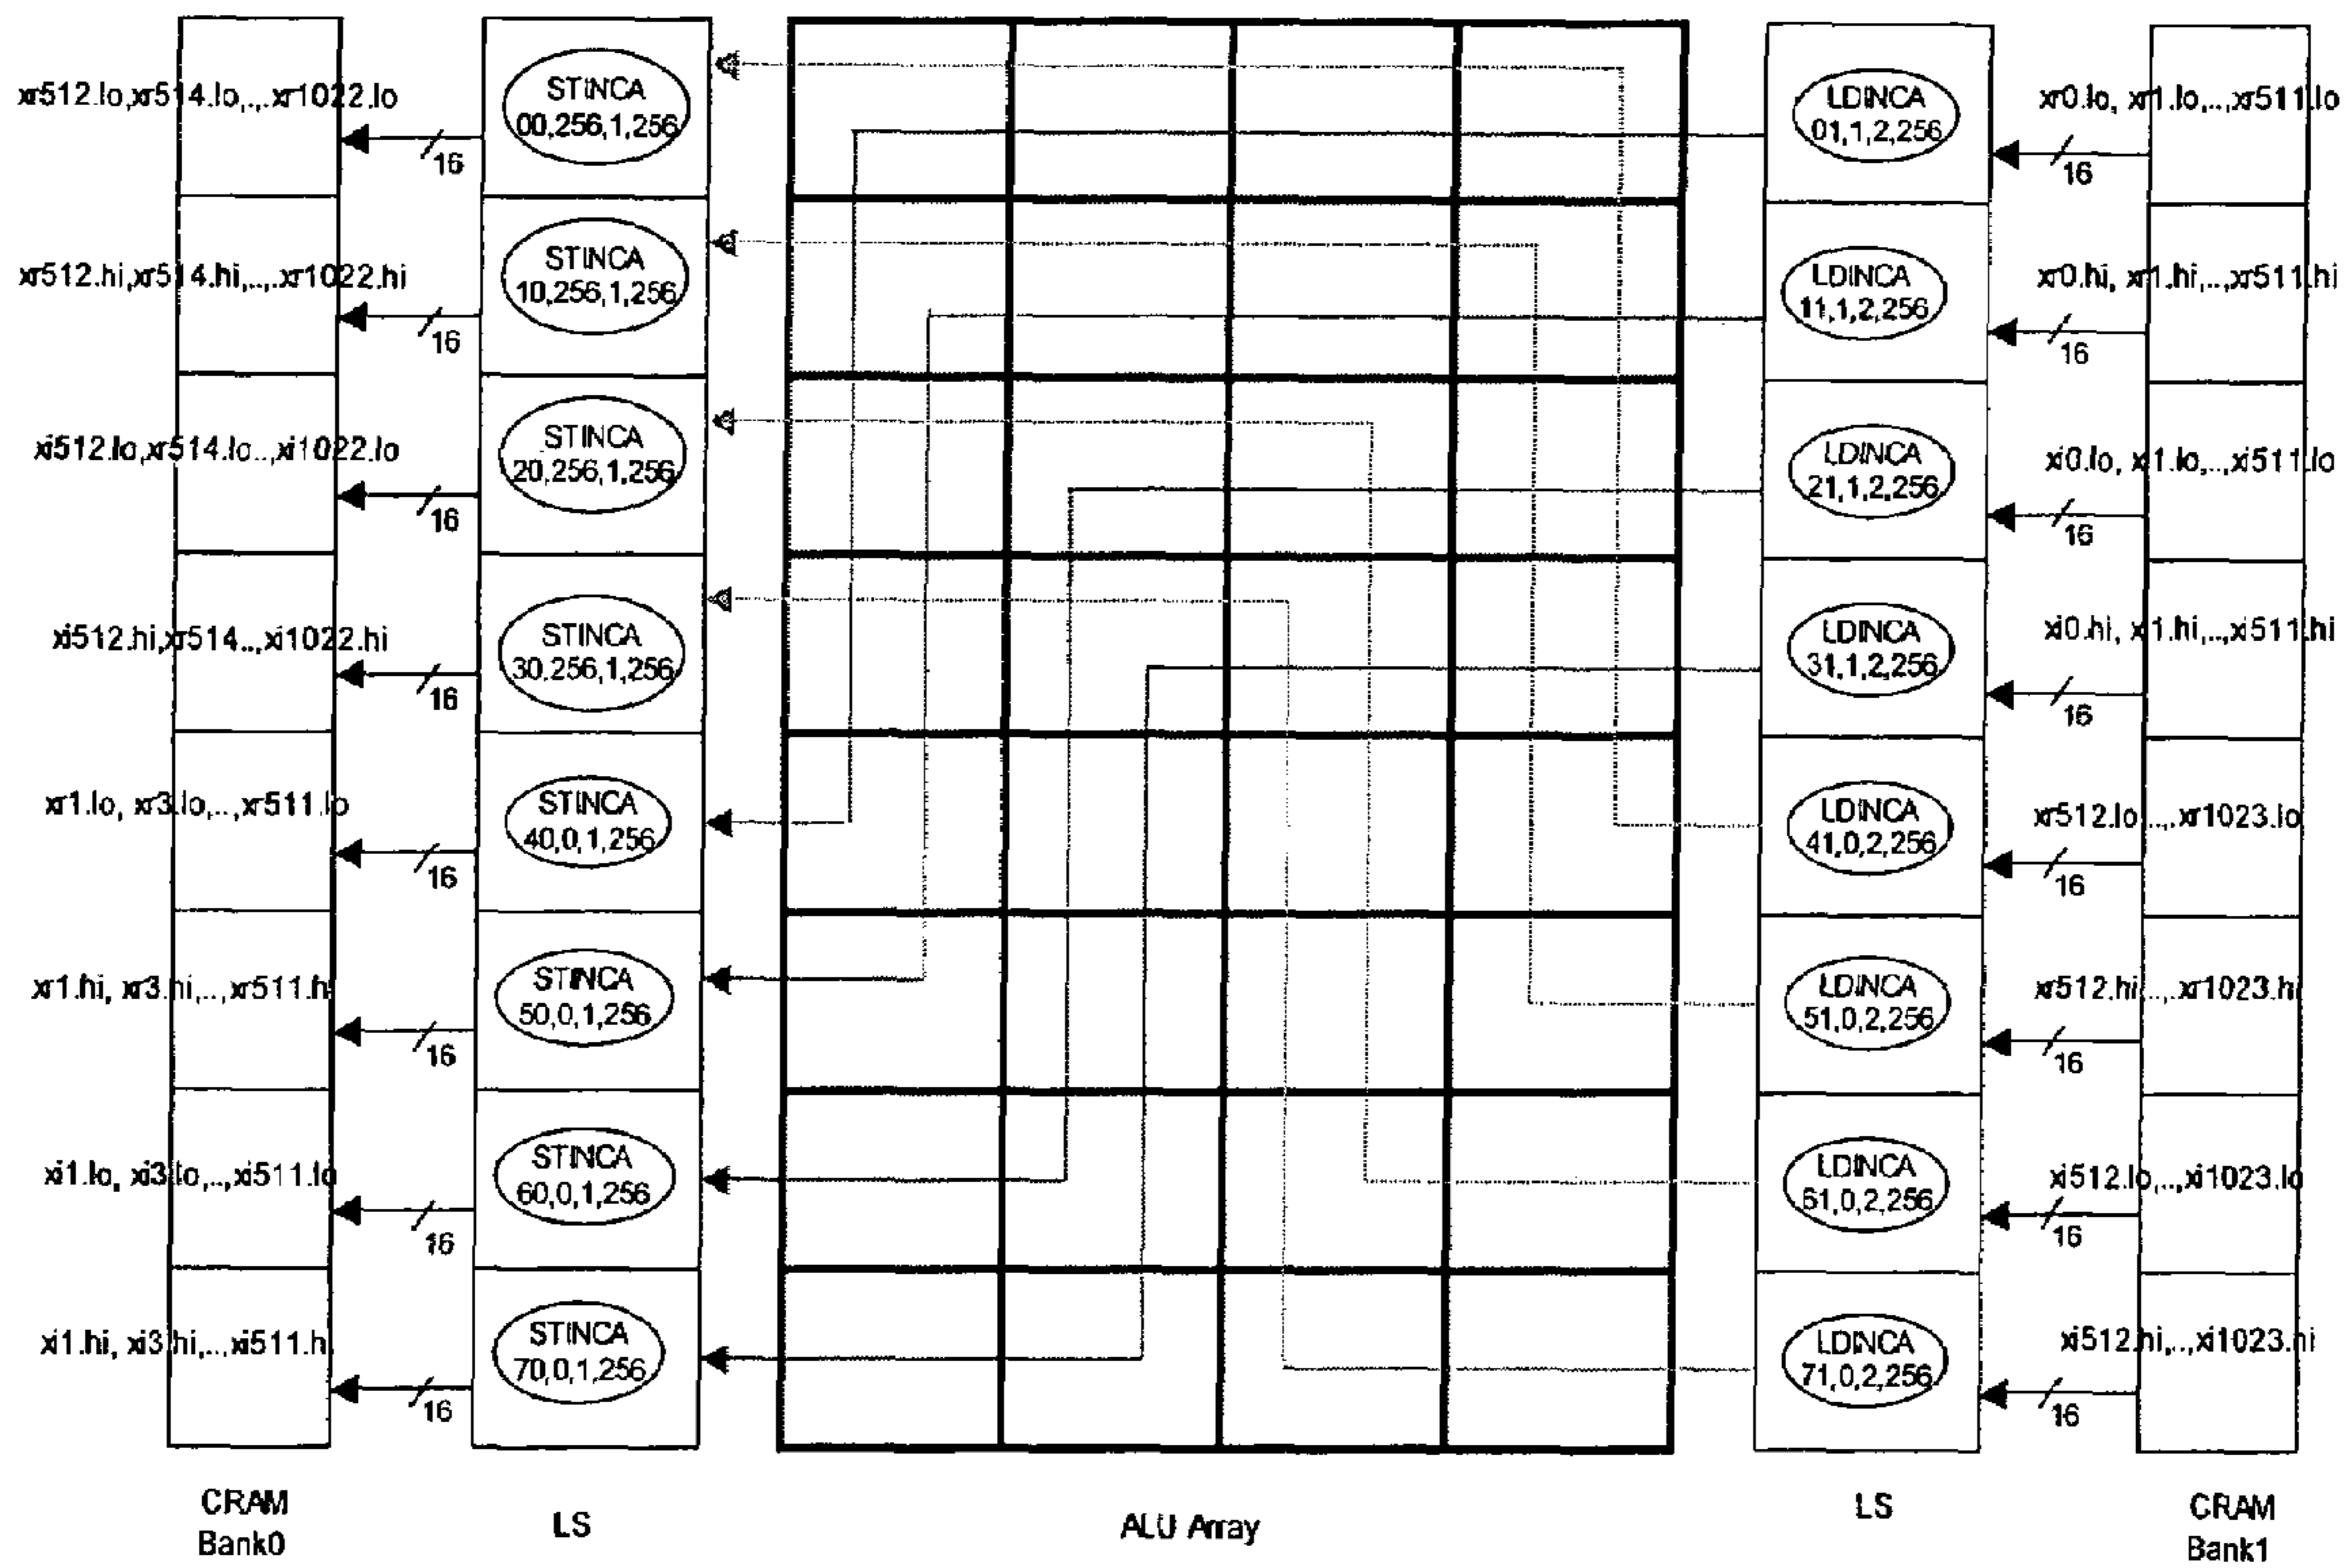 xr512.lo,xr514.lo,.,.xr1022.lo
STINCA
00,256,1,256
16
LDINCA
01,1,2,256
xr0.lo, xr1.lo,..,xr511.lo
16
xr512.hi,xr514.hi,..,.xr1022.hi
STINCA
10,256,1,256
16
LDINCA
11,1,2,256
xr0.hi, xr1.hi,..,xr511.hi
16
xi512.lo,xr514.lo..,xi1022.lo
STINCA
20,256,1,256
16
LDINCA
21,1,2,256
xi0.lo, xi1.lo,..,xi511.lo
16
xi512.hi,xr514..,xi1022.hi
STINCA
30,256,1,256
16
LDINCA
31,1,2,256
xi0.hi, xi1.hi,..,xi511.hi
16
xr1.lo, xr3.lo,..,xr511.lo
STINCA
40,0,1,256
16
LDINCA
41,0,2,256
xr512.lo,..,.xr1023.lo
16
xr1.hi, xr3.hi,..,xr511.hi
STINCA
50,0,1,256
16
LDINCA
51,0,2,256
xr512.hi,..,.xr1023.hi
16
xi1.lo, xi3.lo,..,xi511.lo
STINCA
60,0,1,256
16
LDINCA
61,0,2,256
xi512.lo,..,xi1023.lo
16
xi1.hi, xi3.hi,..,xi511.hi
STINCA
70,0,1,256
16
LDINCA
71,0,2,256
xi512.hi,..,xi1023.hi
16
CRAM
Bank0
LS
ALU Array
LS
CRAM
Bank1